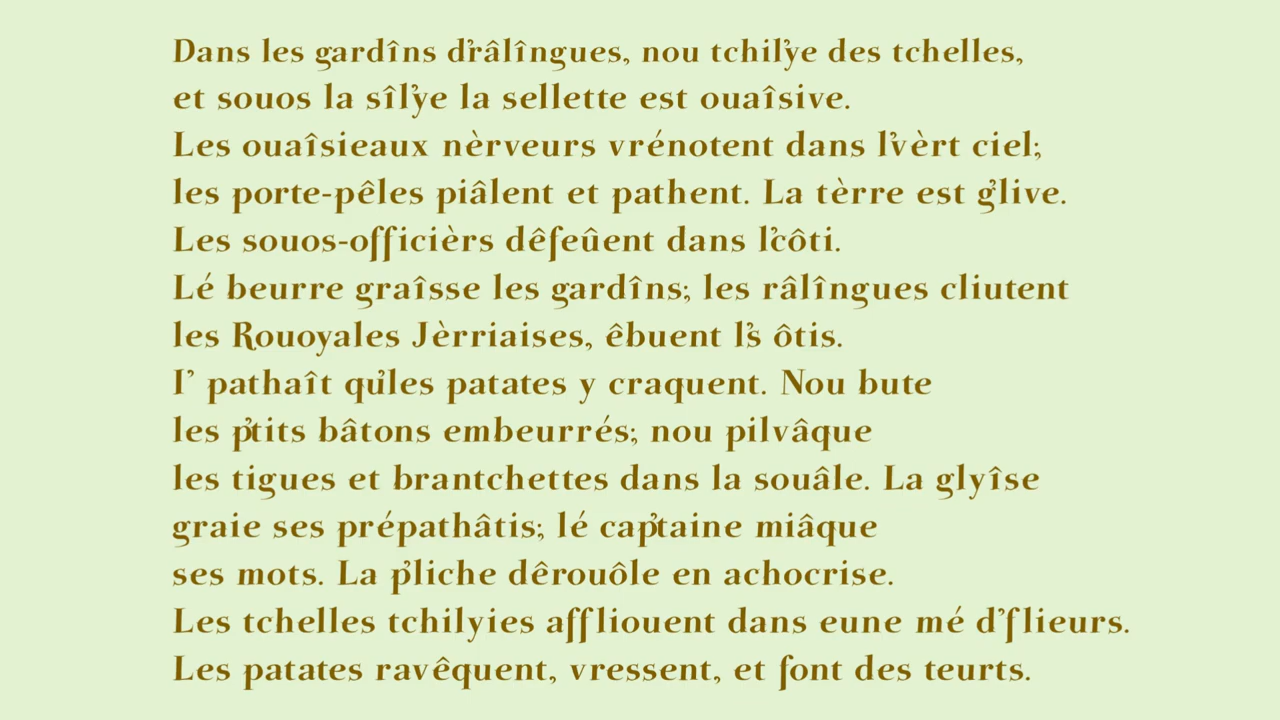 Dans les gardîns d'râlîngues, nou tchil'ye des tchelles,
et souos la sîl'ye la sellette est ouaîsive.
Les ouaîsieaux nèrveurs vrénotent dans l'vèrt ciel;
les porte-pêles piâlent et pathent. La tèrre est g'live.
Les souos-officièrs dêfeûent dans l'côti.
Lé beurre graîsse les gardîns; les râlîngues cliutent
les Rouoyales Jèrriaises, êbuent l's ôtis.
I' pathaît qu'les patates y craquent. Nou bute
les p'tits bâtons embeurrés; nou pilvâque
les tigues et brantchettes dans la souâle. La glyîse
graie ses prépathâtis; lé cap'taine miâque
ses mots. La p'liche dêrouôle en achocrise.
Les tchelles tchilyies affliouent dans eune mé d'flieurs.
Les patates ravêquent, vressent, et font des teurts.